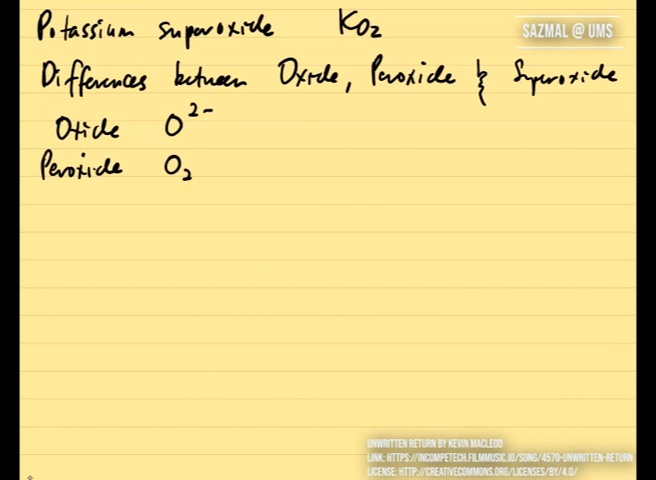 Potassium superoxide KO2
SAZMAL @ UMS
Differences between Oxide, Peroxide & Superoxide
Oxide O²⁻
Peroxide O₂
UNWRITTEN RETURN BY KEVIN MACLEOD
LINK: HTTPS://INCOMPETECH.FILMMUSIC.IO/SONG/4570-UNWRITTEN-RETURN
LICENSE: HTTP://CREATIVECOMMONS.ORG/LICENSES/BY/4.0/